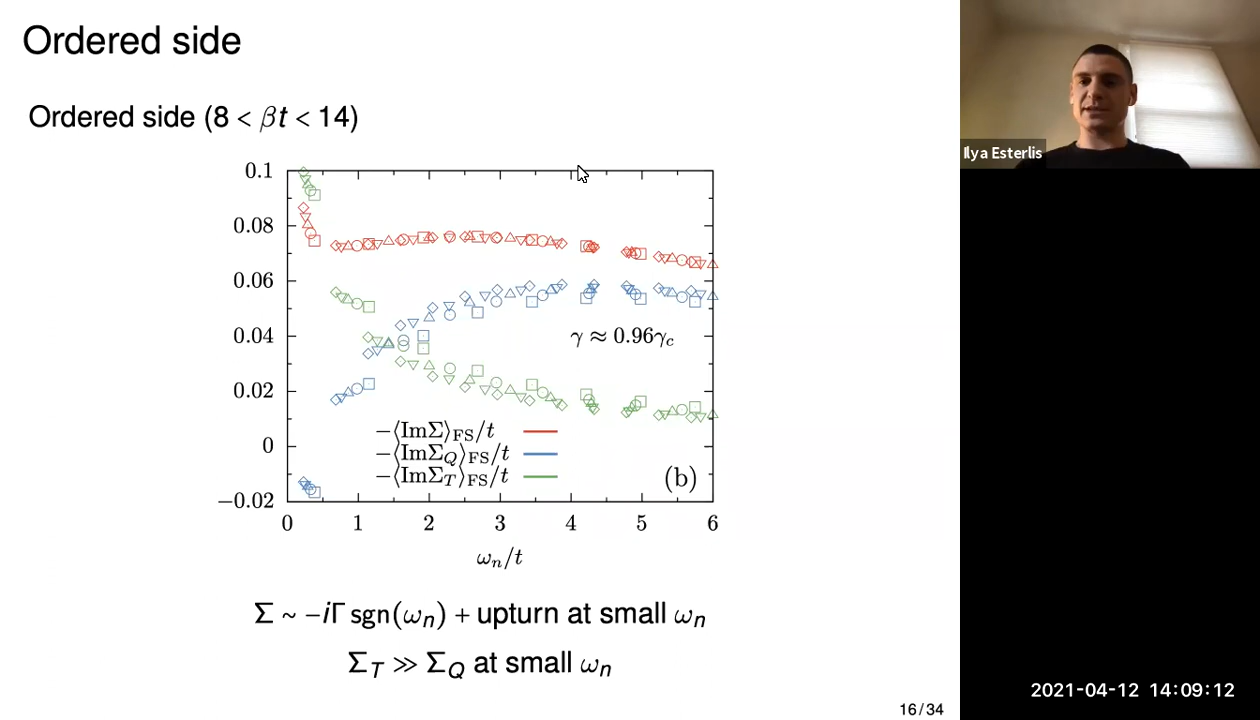 Ordered side
Ordered side (8 < βt < 14)
Ilya Esterlis
0.1
0.08
0.06
0.04
0.02
0
−0.02
γ ≈ 0.96γc
−⟨ImΣ⟩FS/t
−⟨ImΣQ⟩FS/t
−⟨ImΣT⟩FS/t
(b)
0 1 2 3 4 5 6
ωn/t
Σ ~ −iΓ sgn(ωn) + upturn at small ωn
ΣT ≫ ΣQ at small ωn
2021-04-12 14:09:12
16/34